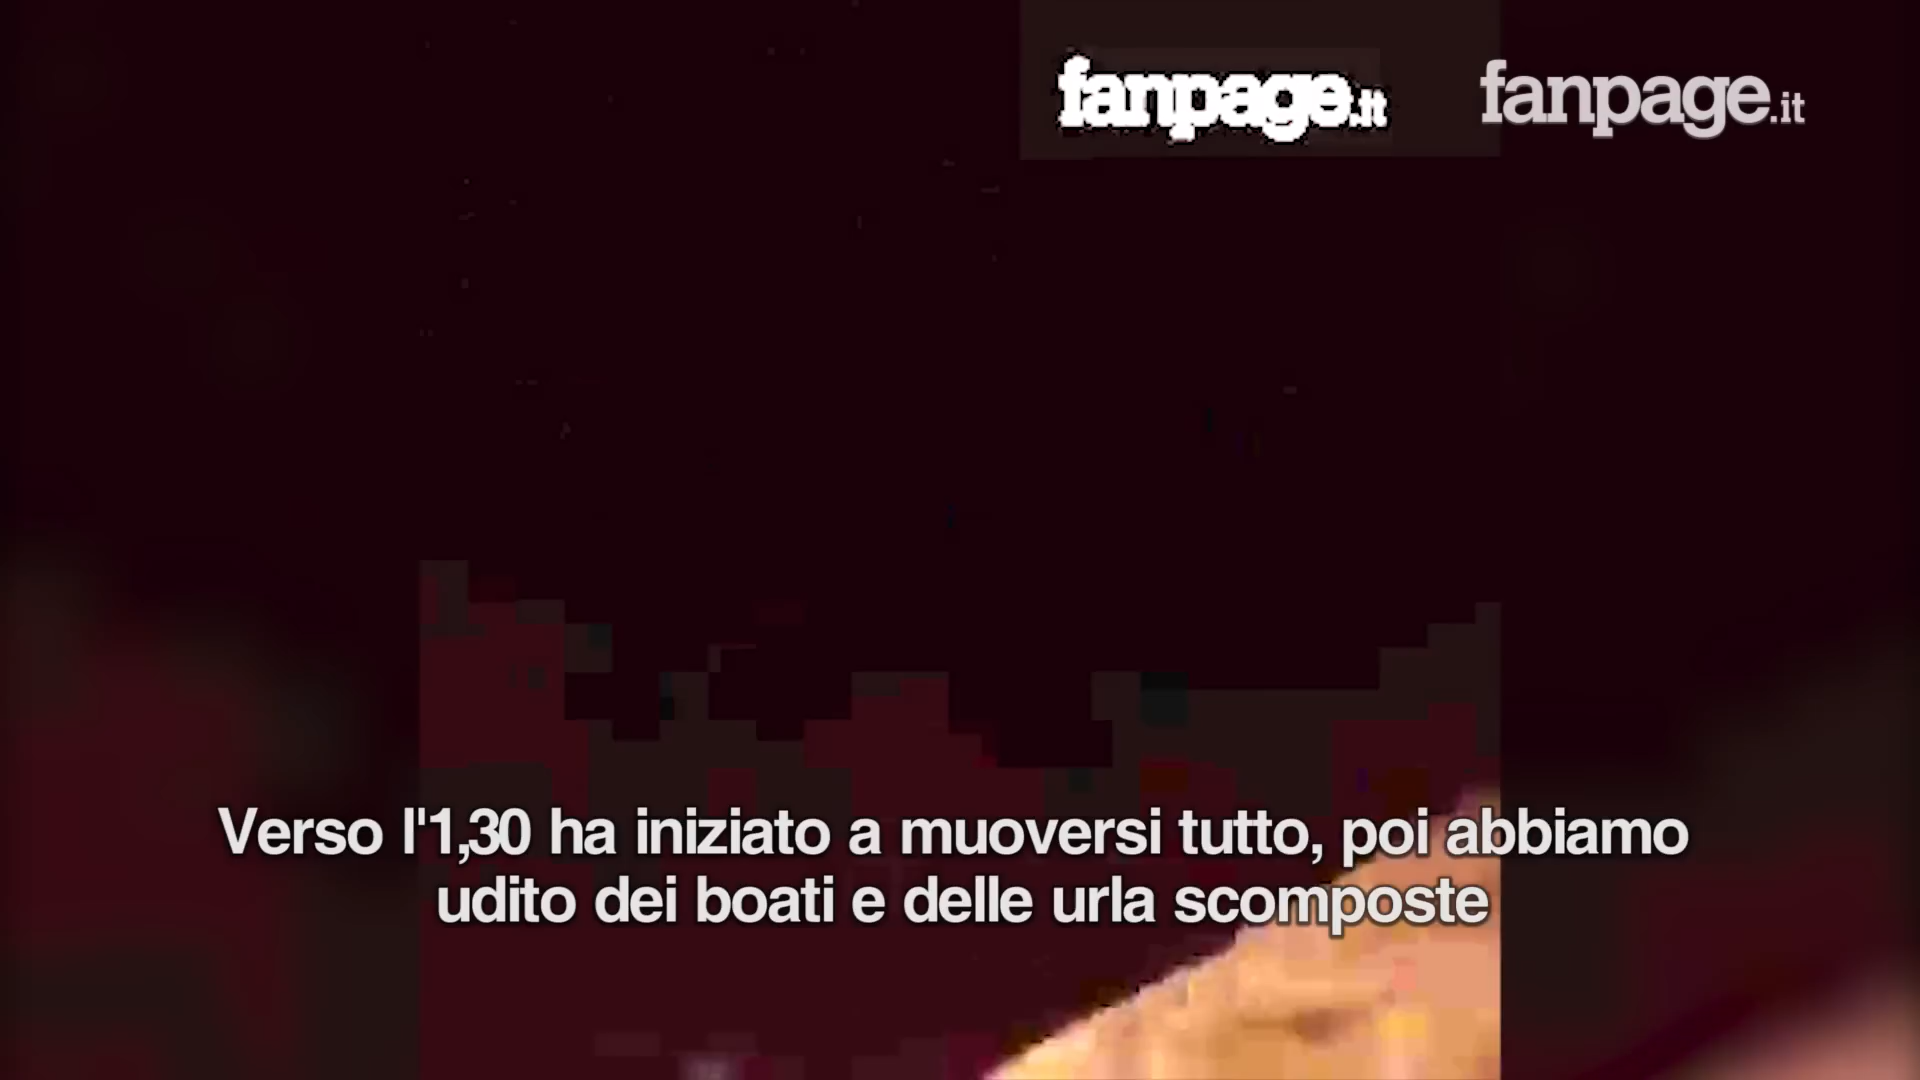 fanpage.it fanpage.it
Verso l'1,30 ha iniziato a muoversi tutto, poi abbiamo
udito dei boati e delle urla scomposte